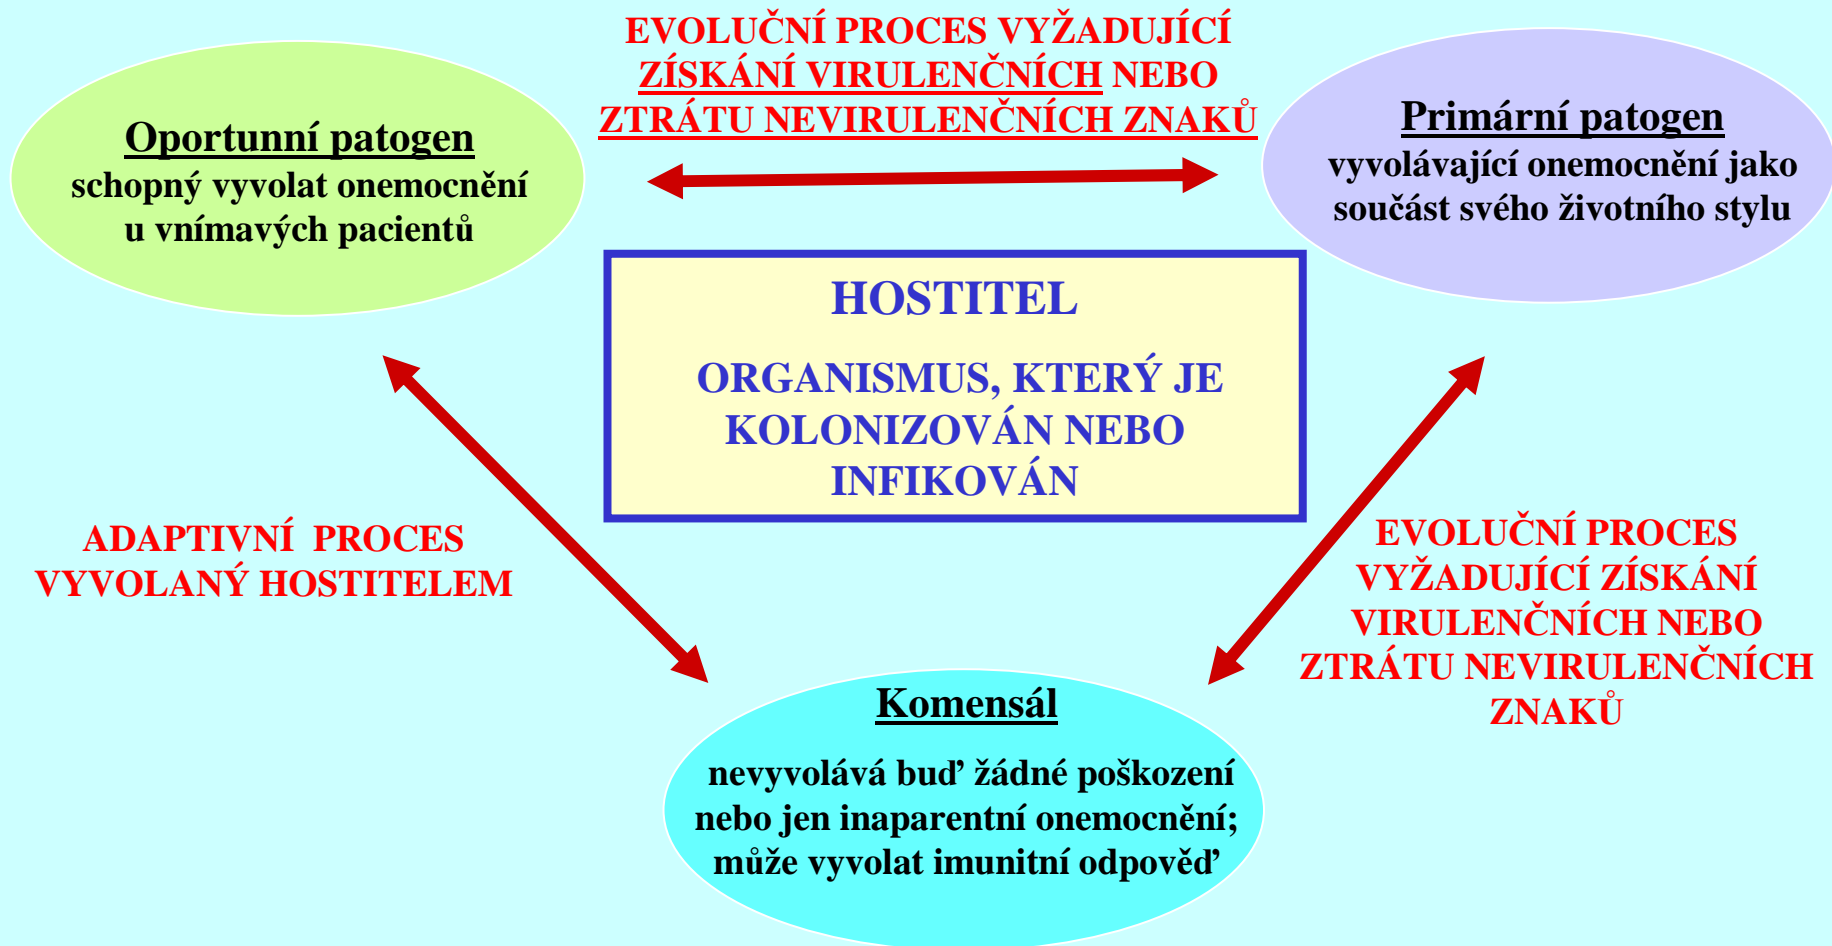 EVOLUČNÍ PROCES VYŽADUJÍCÍ
ZÍSKÁNÍ VIRULENČNÍCH NEBO
ZTRÁTU NEVIRULENČNÍCH ZNAKŮ
Oportunní patogen
schopný vyvolat onemocnění
u vnímavých pacientů
Primární patogen
vyvolávající onemocnění jako
součást svého životního stylu
HOSTITEL
ORGANISMUS, KTERÝ JE
KOLONIZOVÁN NEBO
INFIKOVÁN
ADAPTIVNÍ PROCES
VYVOLANÝ HOSTITELEM
EVOLUČNÍ PROCES
VYŽADUJÍCÍ ZÍSKÁNÍ
VIRULENČNÍCH NEBO
ZTRÁTU NEVIRULENČNÍCH
ZNAKŮ
Komensál
nevyvolává buď žádné poškození
nebo jen inaparentní onemocnění;
může vyvolat imunitní odpověď